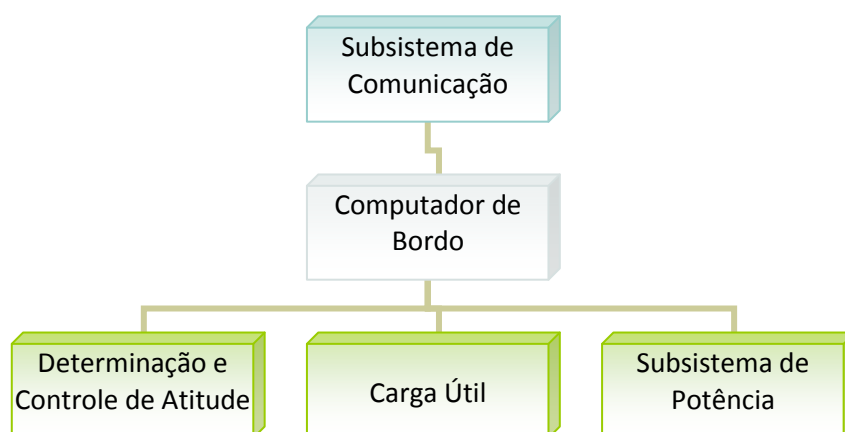 Subsistema de
Comunicação
Computador de
Bordo
Determinação e
Controle de Atitude
Carga Útil
Subsistema de
Potência